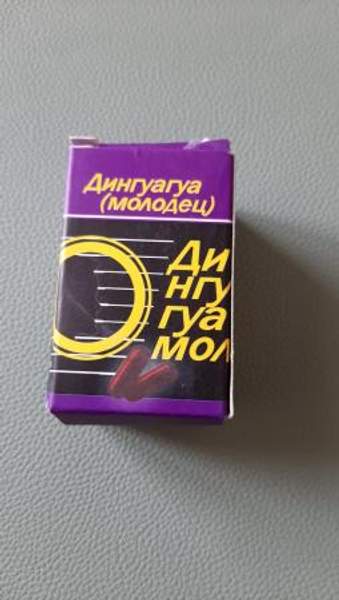 Дингуагуа
(молодец)
Ди
нгу
гуа
мол